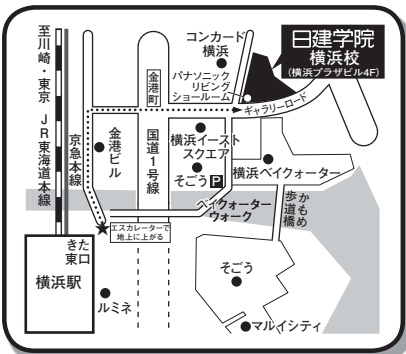 至川崎・東京
JR東海道本線
京急本線
金港ビル
金港町
国道1号線
コンカード
横浜
パナソニック
リビング
ショールーム
日建学院
横浜校
(横浜プラザビル4F)
ギャラリーロード
横浜イースト
スクエア
そごうP
横浜ベイクォーター
ベイクォーター
ウォーク
かもめ
歩道橋
エスカレーターで
地上に上がる
きた
東口
横浜駅
ルミネ
そごう
マルイシティ